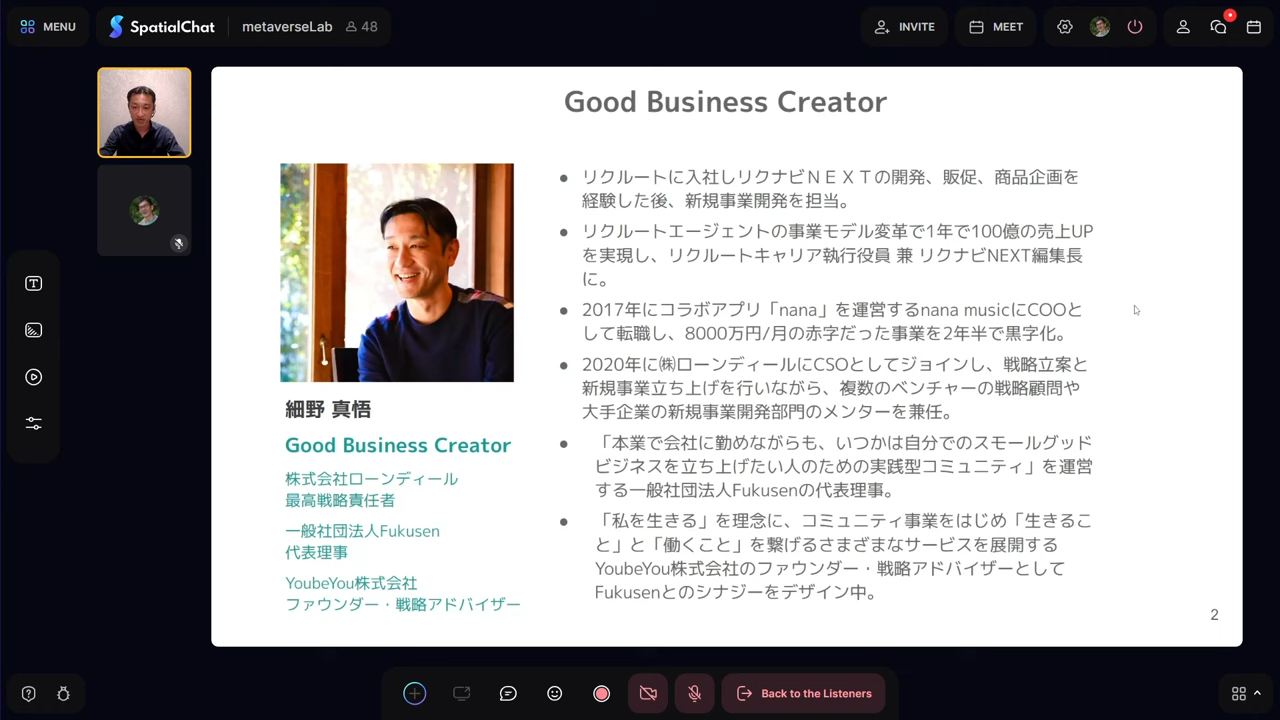 MENU
SpatialChat
metaverseLab
48
INVITE
MEET
Good Business Creator
リクルートに入社しリクナビＮＥＸＴの開発、販促、商品企画を
経験した後、新規事業開発を担当。
リクルートエージェントの事業モデル変革で1年で100億の売上UP
を実現し、リクルートキャリア執行役員 兼 リクナビNEXT編集長
に。
2017年にコラボアプリ「nana」を運営するnana musicにCOOと
して転職し、8000万円/月の赤字だった事業を2年半で黒字化。
2020年に㈱ローンディールにCSOとしてジョインし、戦略立案と
新規事業立ち上げを行いながら、複数のベンチャーの戦略顧問や
大手企業の新規事業開発部門のメンターを兼任。
「本業で会社に勤めながらも、いつかは自分でのスモールグッド
ビジネスを立ち上げたい人のための実践型コミュニティ」を運営
する一般社団法人Fukusenの代表理事。
「私を生きる」を理念に、コミュニティ事業をはじめ「生きるこ
と」と「働くこと」を繋げるさまざまなサービスを展開する
YoubeYou株式会社のファウンダー・戦略アドバイザーとして
Fukusenとのシナジーをデザイン中。
細野 真悟
Good Business Creator
株式会社ローンディール
最高戦略責任者
一般社団法人Fukusen
代表理事
YoubeYou株式会社
ファウンダー・戦略アドバイザー
2
Back to the Listeners